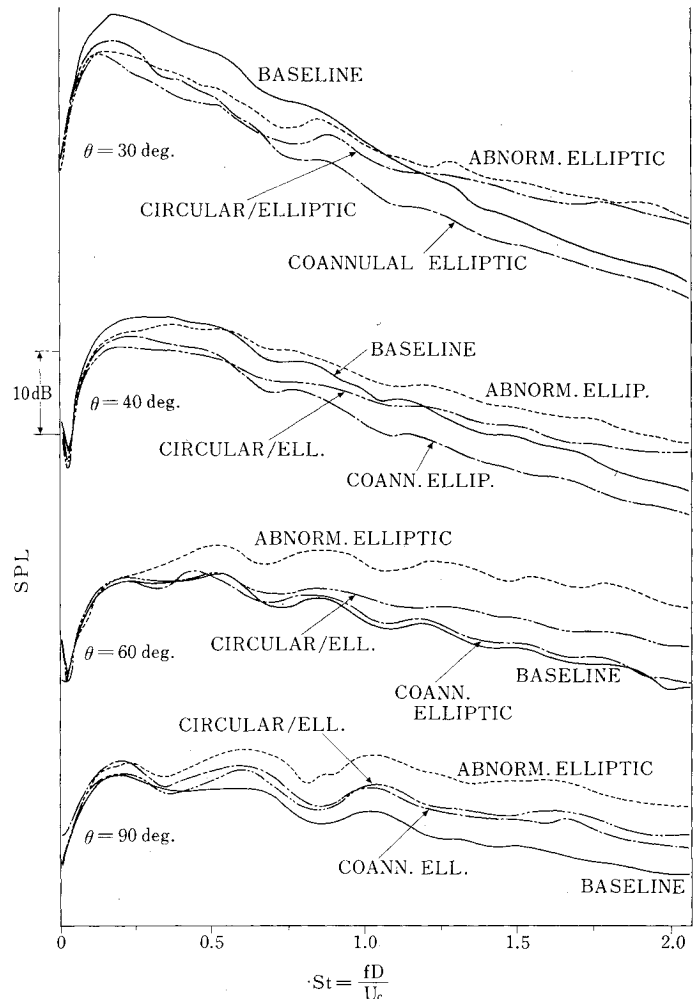 BASELINE
θ = 30 deg.
ABNORM. ELLIPTIC
CIRCULAR/ELLIPTIC
COANNULAL ELLIPTIC
BASELINE
10dB
θ = 40 deg.
ABNORM. ELLIP.
CIRCULAR/ELL.
COANN. ELLIP.
ABNORM. ELLIPTIC
SPL
θ = 60 deg.
CIRCULAR/ELL.
COANN.
ELLIPTIC
BASELINE
CIRCULAR/ELL.
ABNORM. ELLIPTIC
θ = 90 deg.
COANN. ELL.
BASELINE
0 0.5 1.0 1.5 2.0
·St = fD
Uc